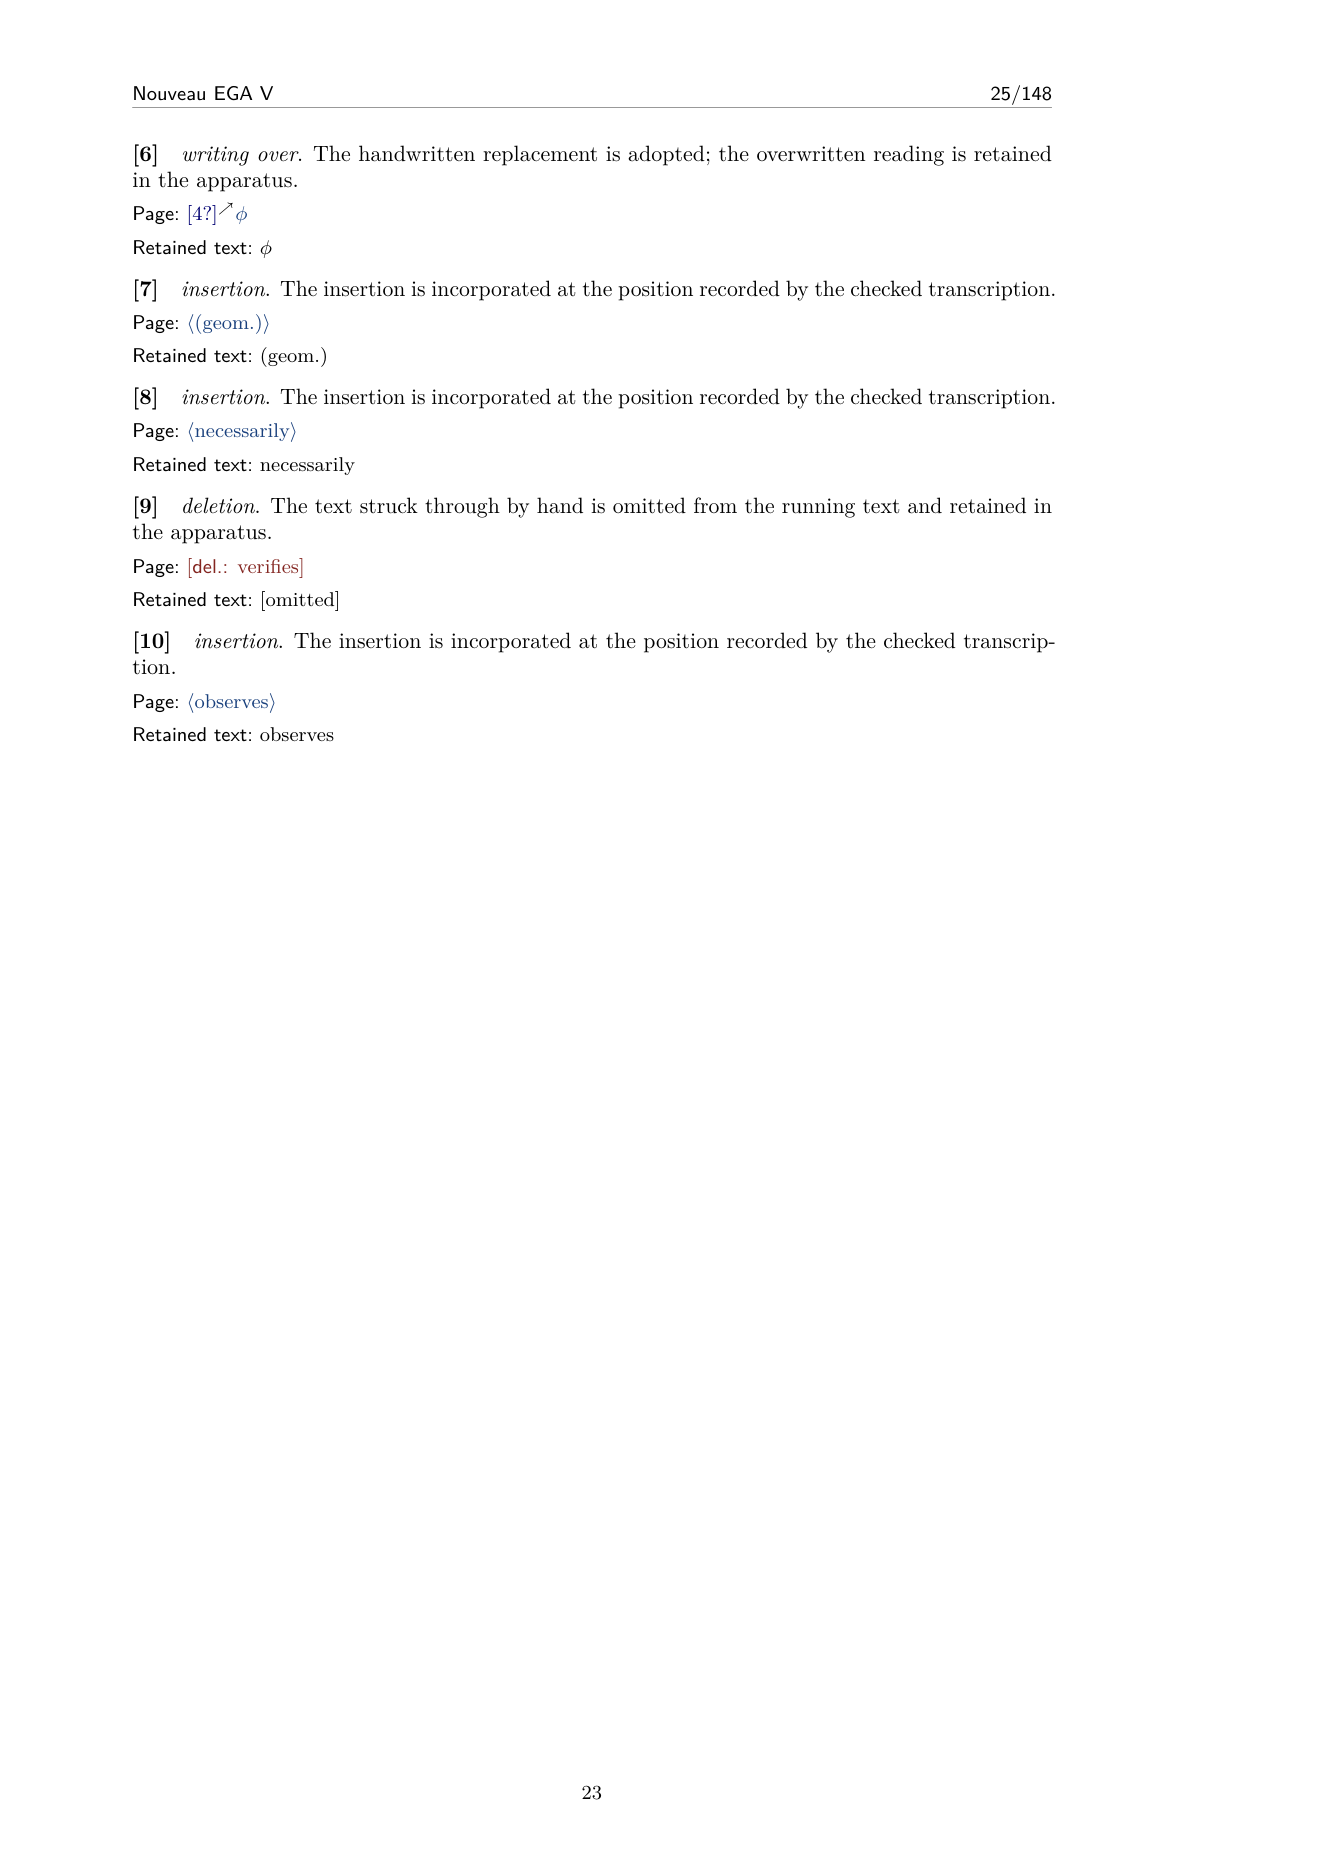 Nouveau EGA V 25/148
[6] writing over. The handwritten replacement is adopted; the overwritten reading is retained
in the apparatus.
Page: [4?]↗ϕ
Retained text: ϕ
[7] insertion. The insertion is incorporated at the position recorded by the checked transcription.
Page: ⟨(geom.)⟩
Retained text: (geom.)
[8] insertion. The insertion is incorporated at the position recorded by the checked transcription.
Page: ⟨necessarily⟩
Retained text: necessarily
[9] deletion. The text struck through by hand is omitted from the running text and retained in
the apparatus.
Page: [del.: verifies]
Retained text: [omitted]
[10] insertion. The insertion is incorporated at the position recorded by the checked transcrip-
tion.
Page: ⟨observes⟩
Retained text: observes
23